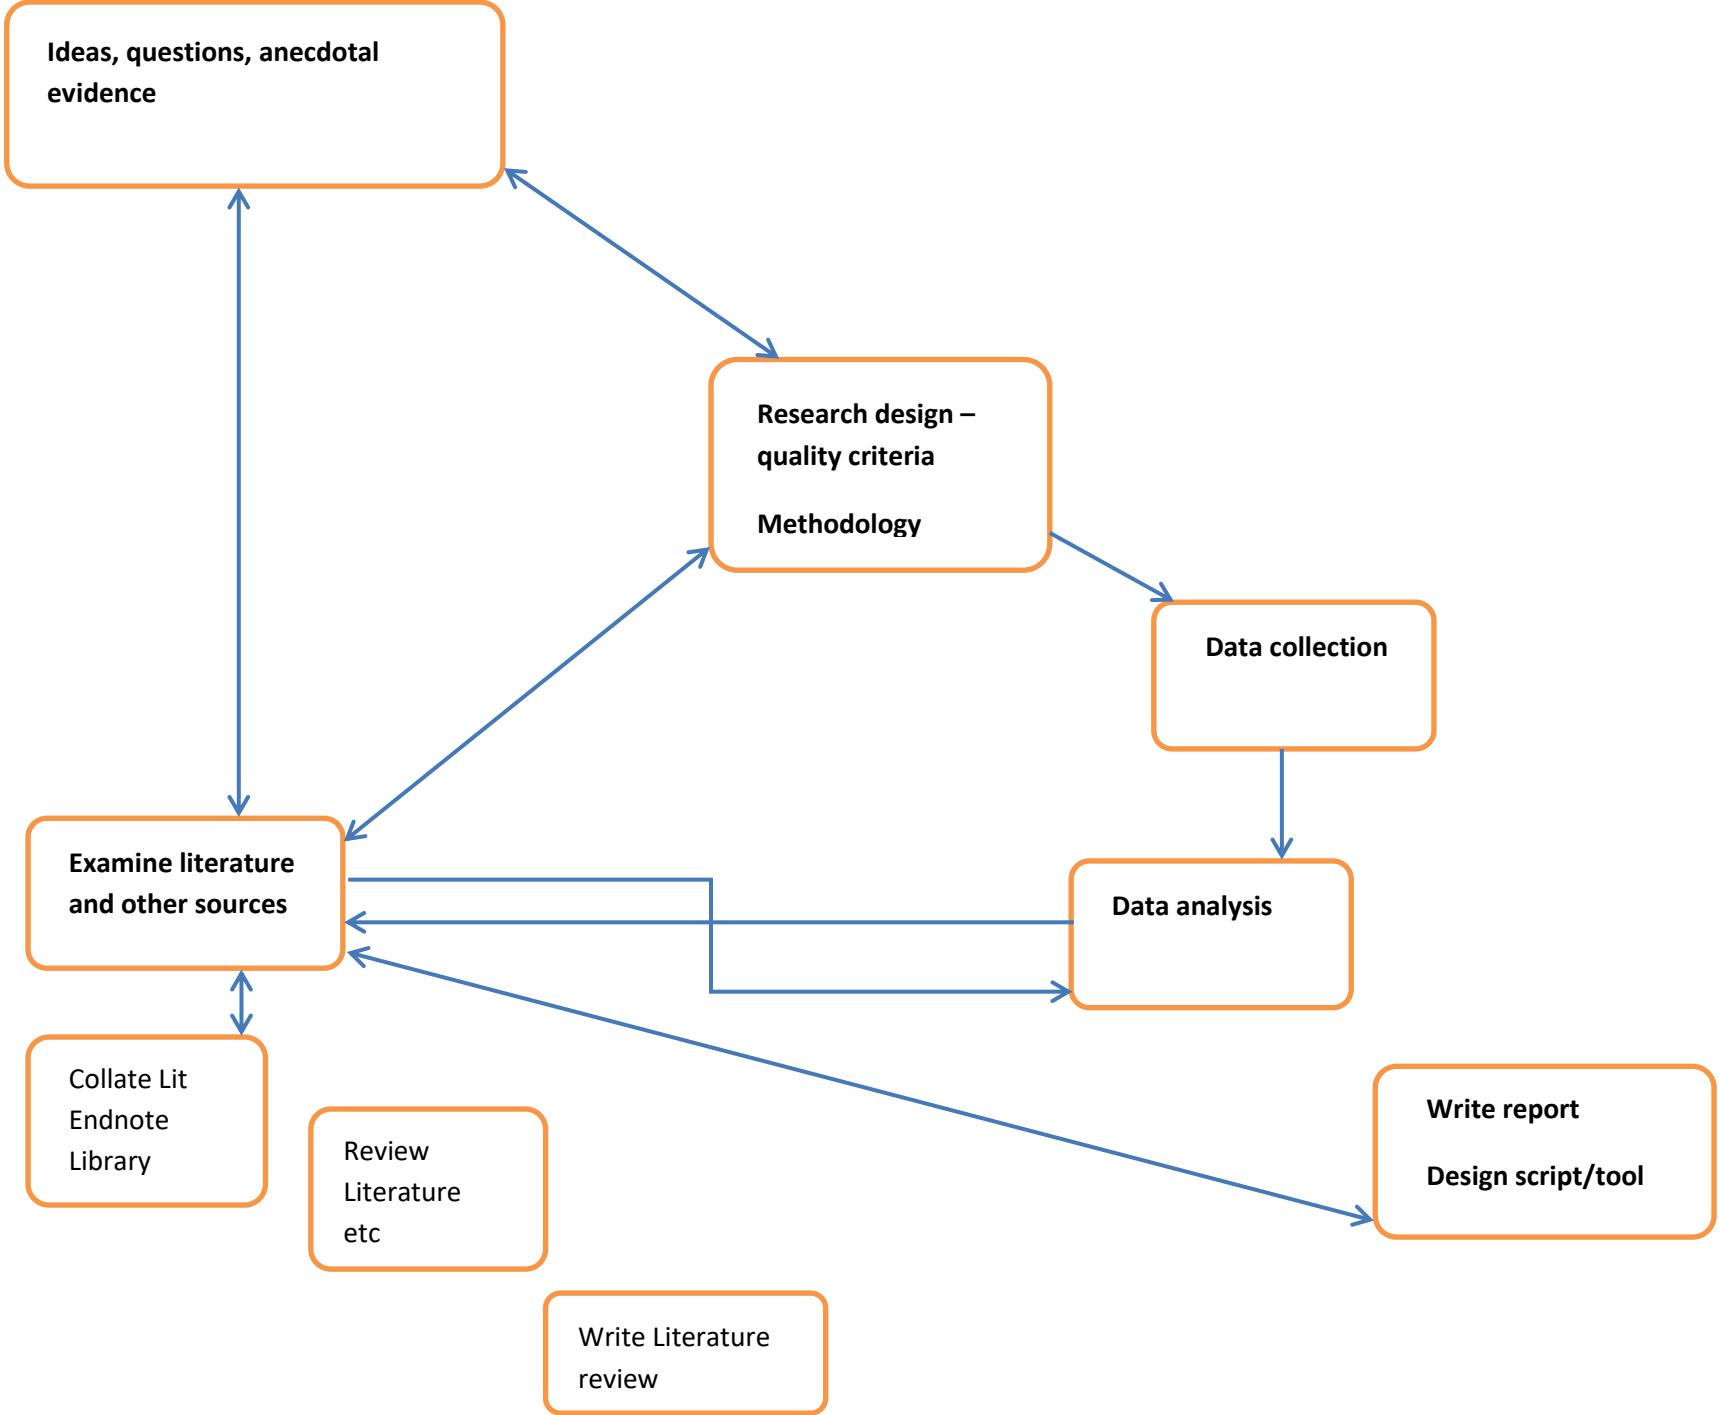 Ideas, questions, anecdotal
evidence
Research design –
quality criteria
Methodology
Data collection
Examine literature
and other sources
Data analysis
Collate Lit
Endnote
Library
Review
Literature
etc
Write report
Design script/tool
Write Literature
review